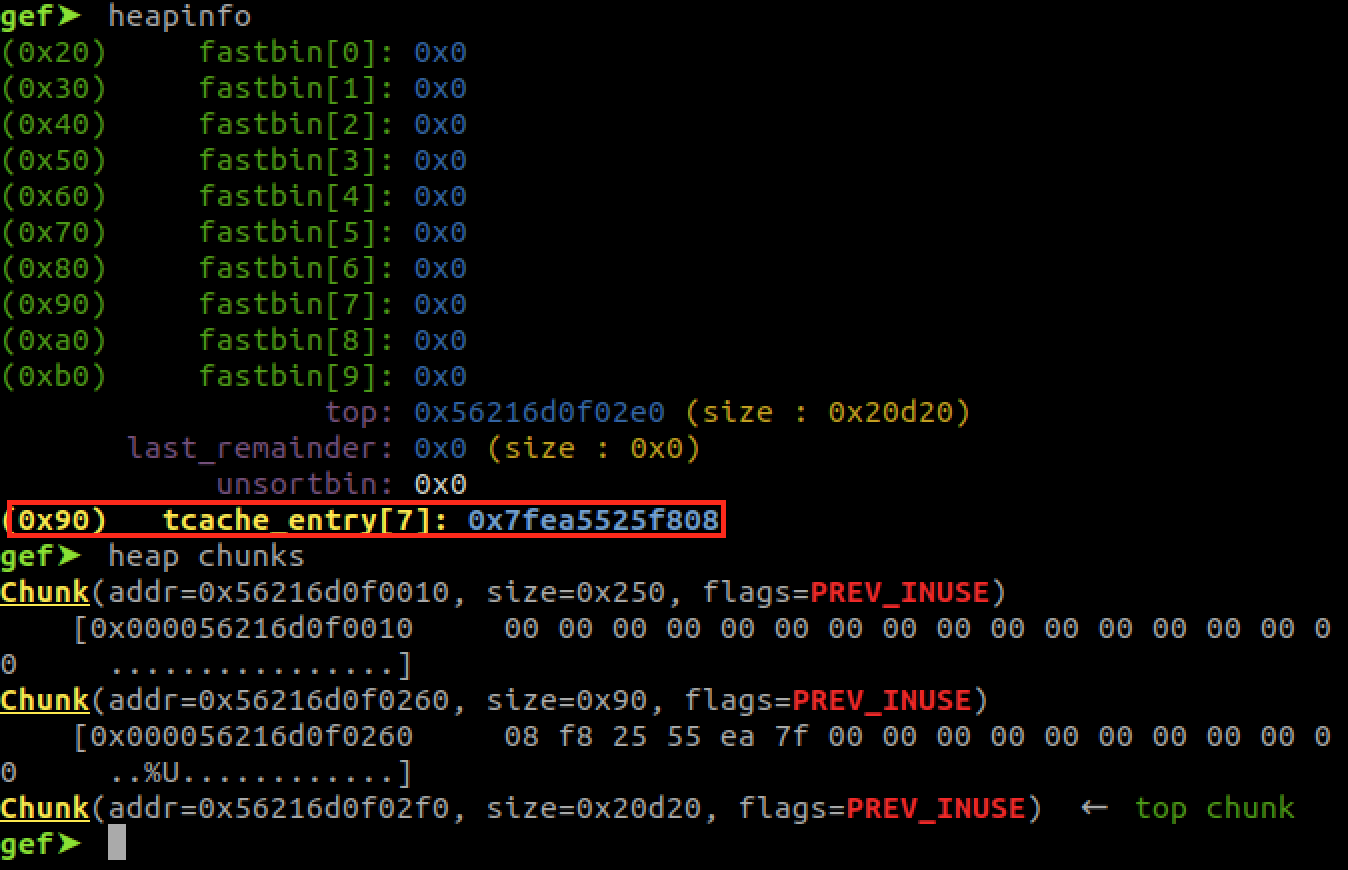 gef➤  heapinfo
(0x20)     fastbin[0]: 0x0
(0x30)     fastbin[1]: 0x0
(0x40)     fastbin[2]: 0x0
(0x50)     fastbin[3]: 0x0
(0x60)     fastbin[4]: 0x0
(0x70)     fastbin[5]: 0x0
(0x80)     fastbin[6]: 0x0
(0x90)     fastbin[7]: 0x0
(0xa0)     fastbin[8]: 0x0
(0xb0)     fastbin[9]: 0x0
                  top: 0x56216d0f02e0 (size : 0x20d20)
       last_remainder: 0x0 (size : 0x0)
            unsortbin: 0x0
(0x90)   tcache_entry[7]: 0x7fea5525f808
gef➤  heap chunks
Chunk(addr=0x56216d0f0010, size=0x250, flags=PREV_INUSE)
    [0x000056216d0f0010     00 00 00 00 00 00 00 00 00 00 00 00 00 00 00 0
0     ................]
Chunk(addr=0x56216d0f0260, size=0x90, flags=PREV_INUSE)
    [0x000056216d0f0260     08 f8 25 55 ea 7f 00 00 00 00 00 00 00 00 00 0
0     ..%U............]
Chunk(addr=0x56216d0f02f0, size=0x20d20, flags=PREV_INUSE)  ←  top chunk
gef➤